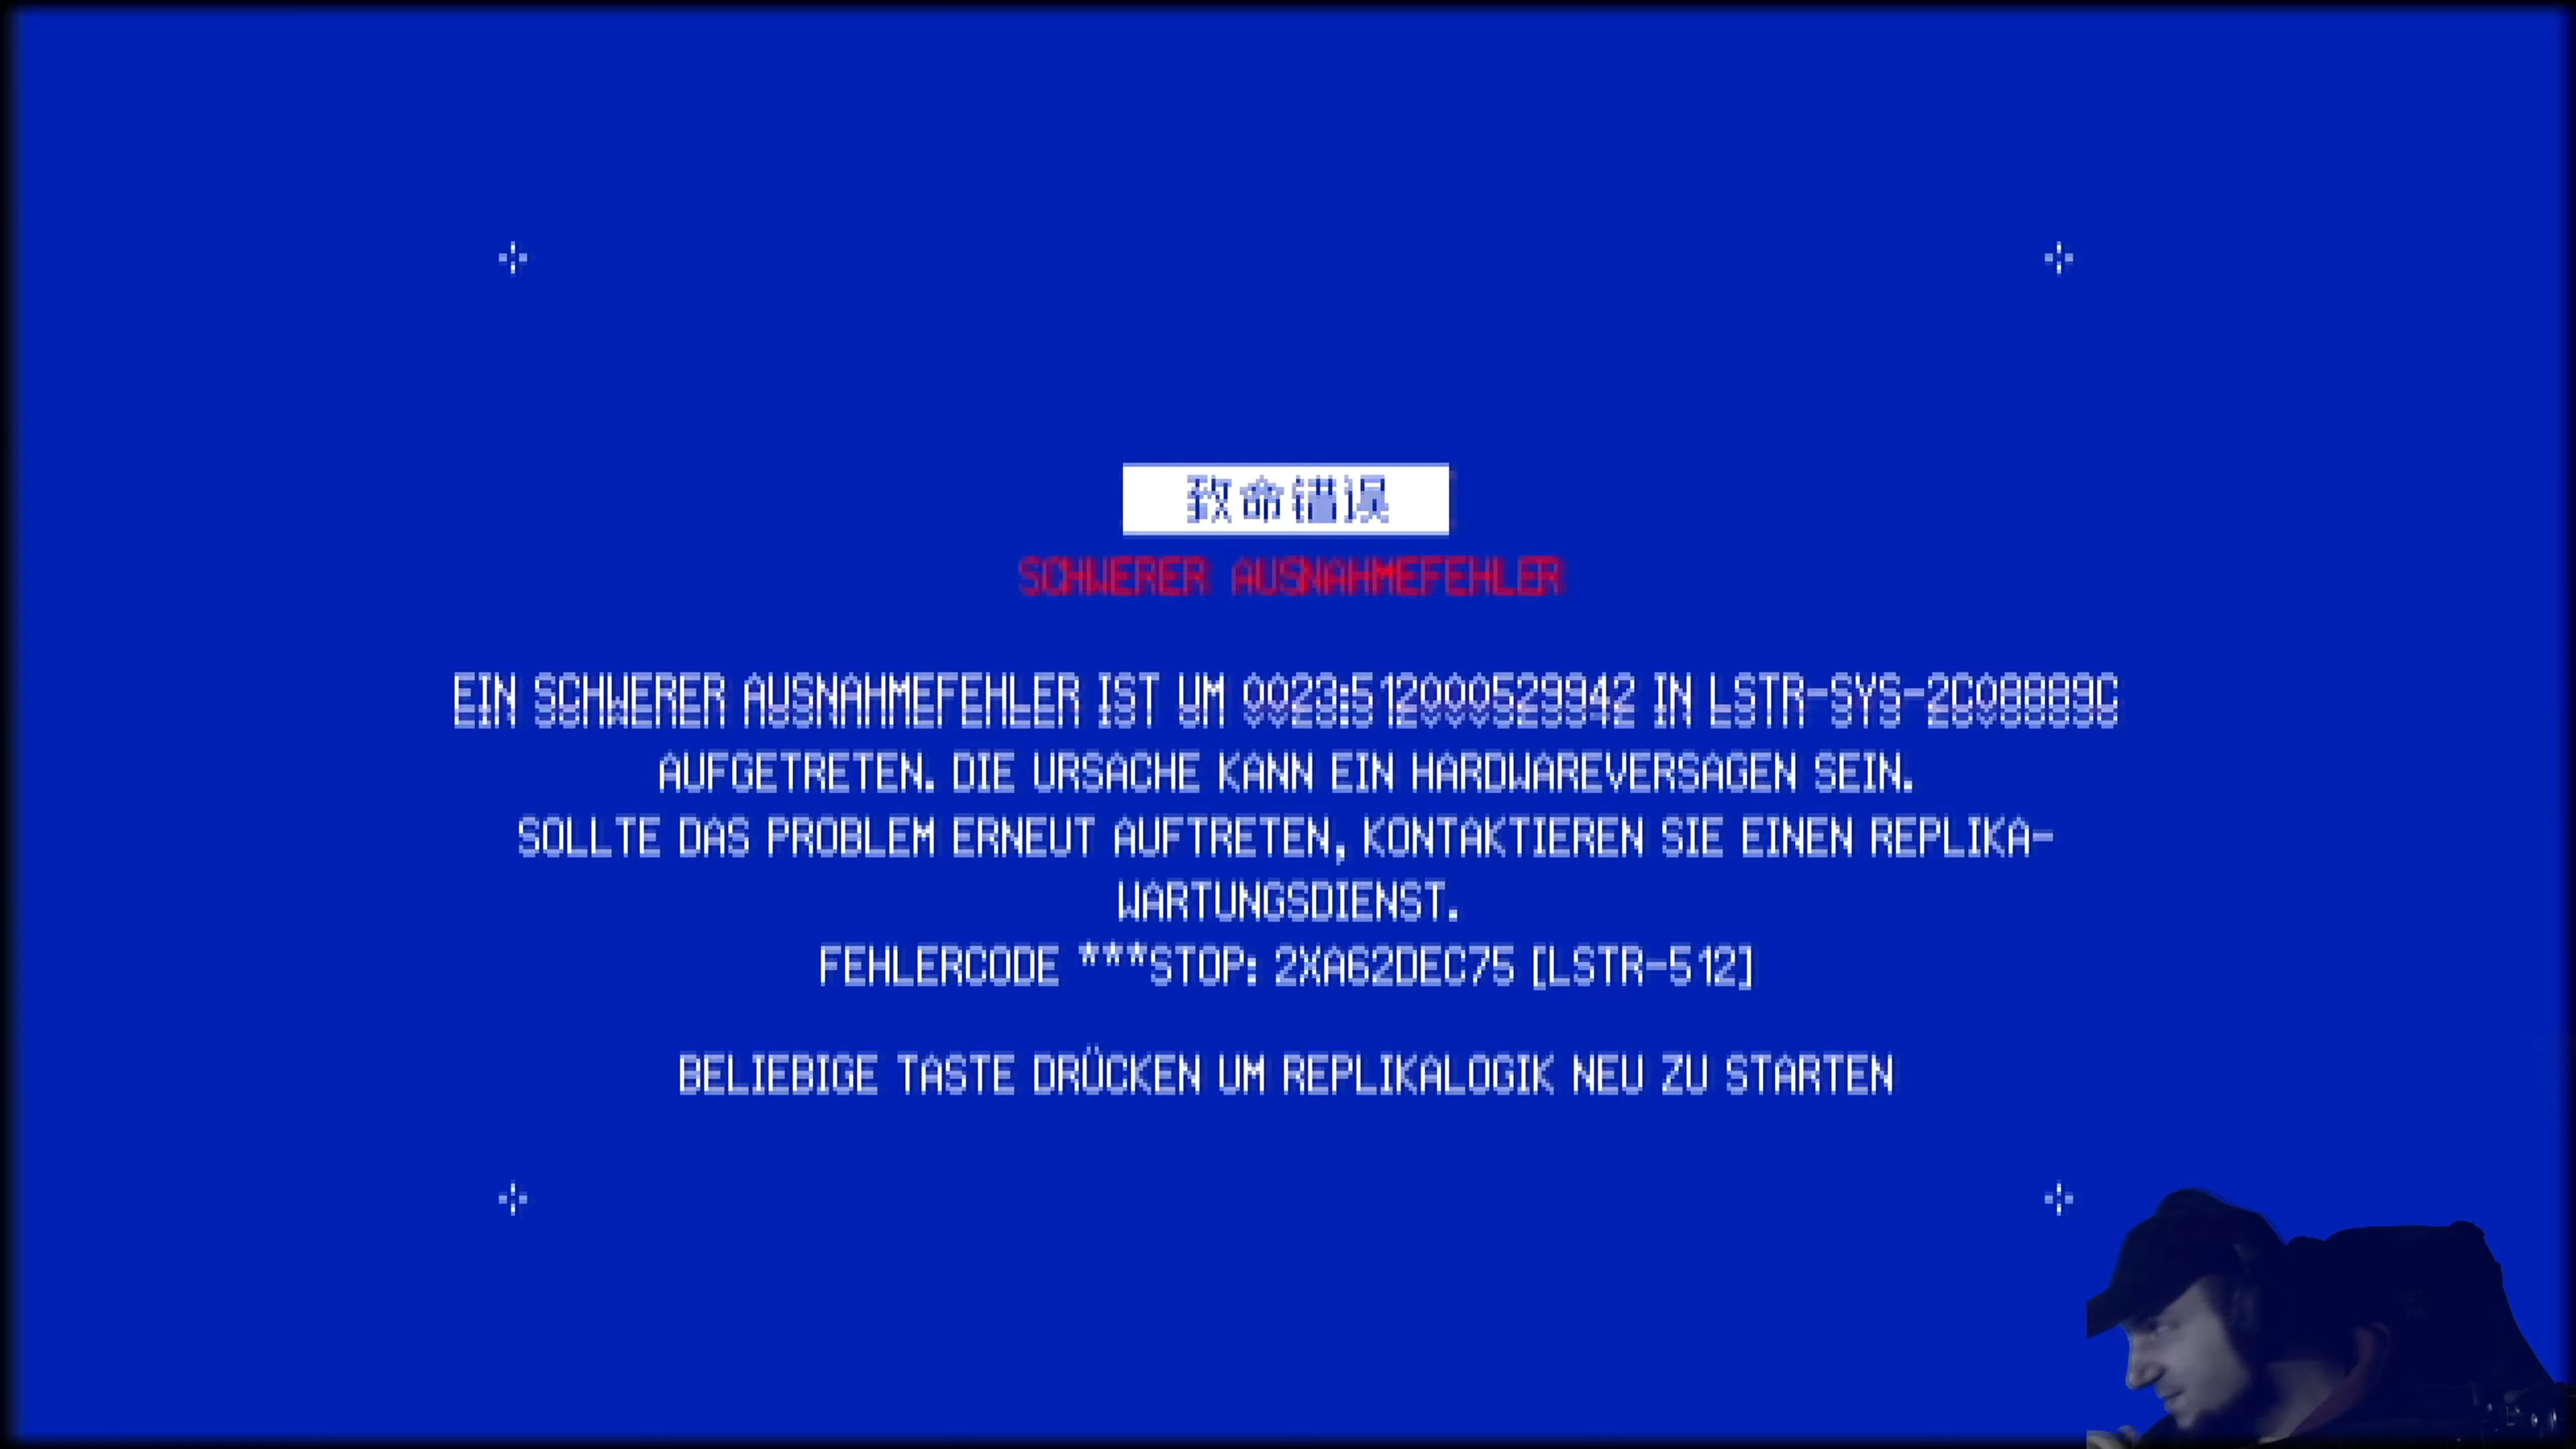 致命错误
SCHWERER AUSNAHMEFEHLER
EIN SCHWERER AUSNAHMEFEHLER IST UM 0023:512000529942 IN LSTR-SYS-2C08889C
AUFGETRETEN. DIE URSACHE KANN EIN HARDWAREVERSAGEN SEIN.
SOLLTE DAS PROBLEM ERNEUT AUFTRETEN, KONTAKTIEREN SIE EINEN REPLIKA-
WARTUNGSDIENST.
FEHLERCODE ***STOP: 2XA62DEC75 [LSTR-512]
BELIEBIGE TASTE DRÜCKEN UM REPLIKALOGIK NEU ZU STARTEN